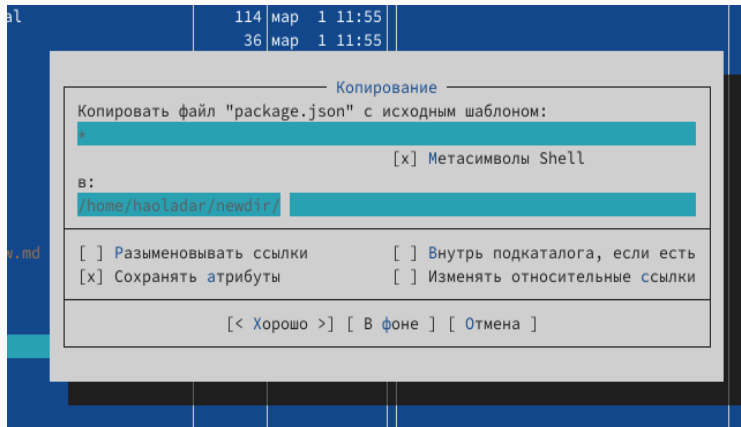 al 114 мар 1 11:55
36 мар 1 11:55
Копирование
Копировать файл "package.json" с исходным шаблоном:
*
[x] Метасимволы Shell
в:
/home/haoladar/newdir/
w.md
[ ] Разыменовывать ссылки [ ] Внутрь подкаталога, если есть
[x] Сохранять атрибуты [ ] Изменять относительные ссылки
[< Хорошо >] [ В фоне ] [ Отмена ]